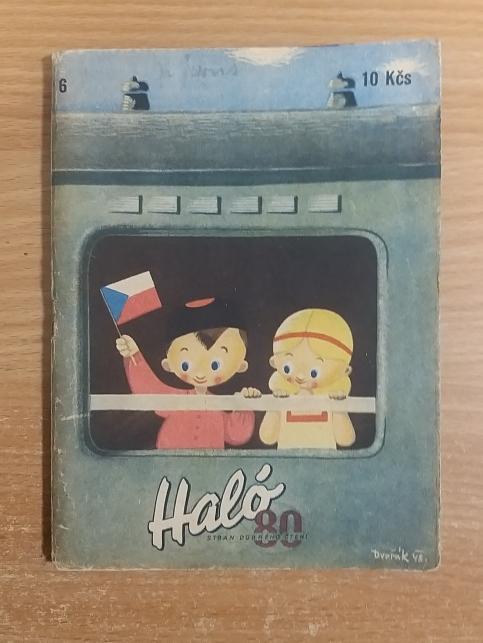 6
10 Kčs
Haló
80
STRAN DOBRÉHO ČTENÍ
Dvořák 48.